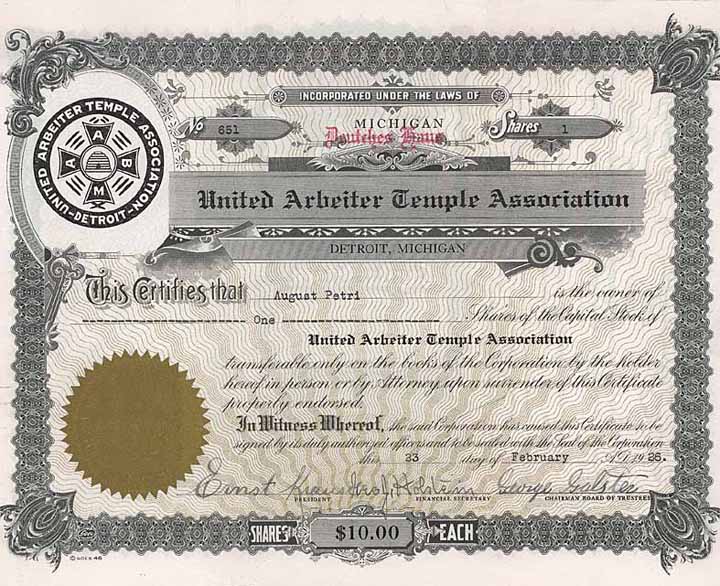 INCORPORATED UNDER THE LAWS OF
MICHIGAN
No 651
Deutches Haus
Shares 1
UNITED ARBEITER TEMPLE ASSOCIATION
-DETROIT-
A A A B M
United Arbeiter Temple Association
DETROIT, MICHIGAN
This Certifies that August Petri is the owner of
One Shares of the Capital Stock of
United Arbeiter Temple Association
transferable only on the books of the Corporation by the holder
hereof in person or by Attorney upon surrender of this Certificate
properly endorsed.
In Witness Whereof, the said Corporation has caused this Certificate to be
signed by its duly authorized officers and to be sealed with the Seal of the Corporation
this 23 day of February A.D. 1926.
Ernst George
PRESIDENT FINANCIAL SECRETARY CHAIRMAN BOARD OF TRUSTEES
SHARES $10.00 EACH